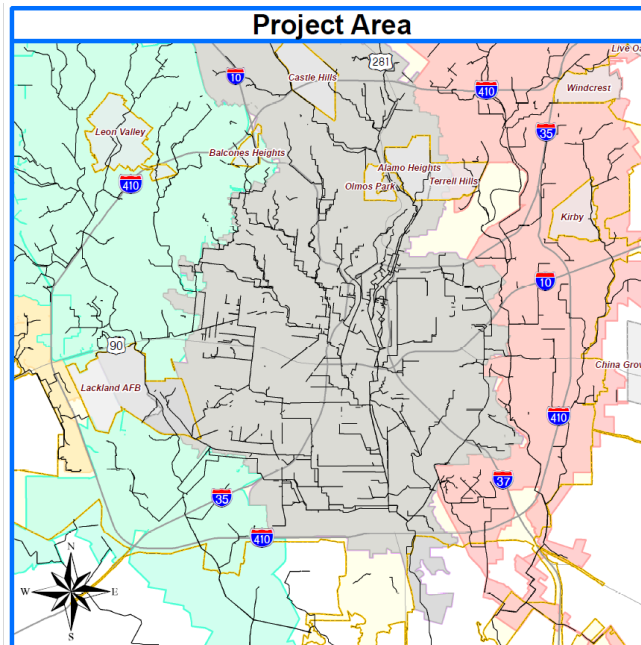 Project Area
Live Oa
10
281
Castle Hills
410
Windcrest
35
Leon Valley
Balcones Heights
Alamo Heights
410
Olmos Park
Terrell Hills
Kirby
10
90
China Grov
Lackland AFB
410
37
35
410
N
W
E
S